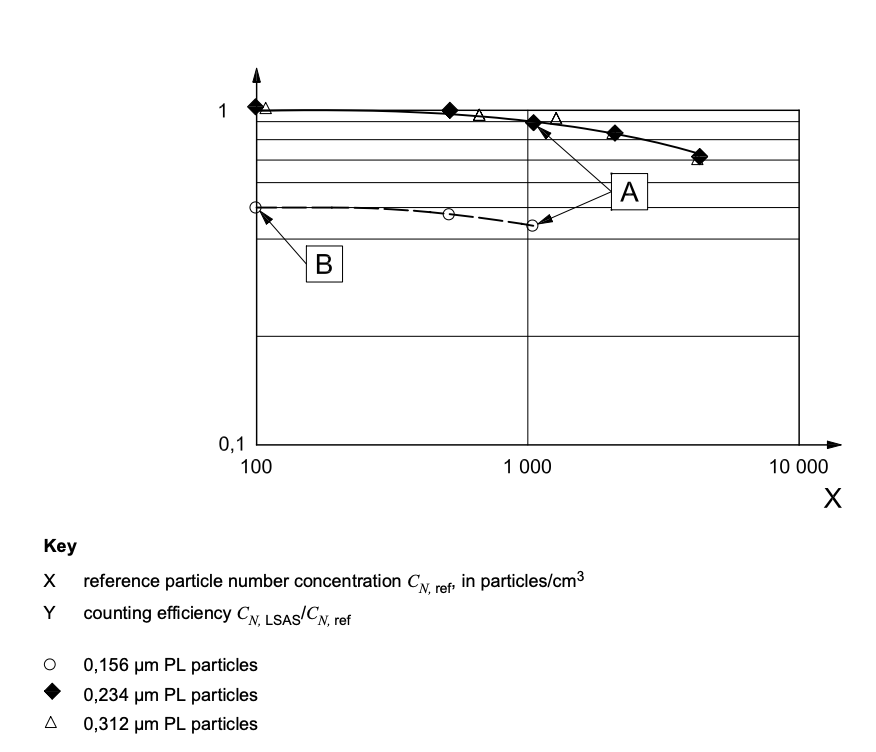 1
A
B
0,1
100
1 000
10 000
X
Key
X reference particle number concentration C_N, ref, in particles/cm³
Y counting efficiency C_N, LSAS/C_N, ref
○ 0,156 µm PL particles
◆ 0,234 µm PL particles
△ 0,312 µm PL particles